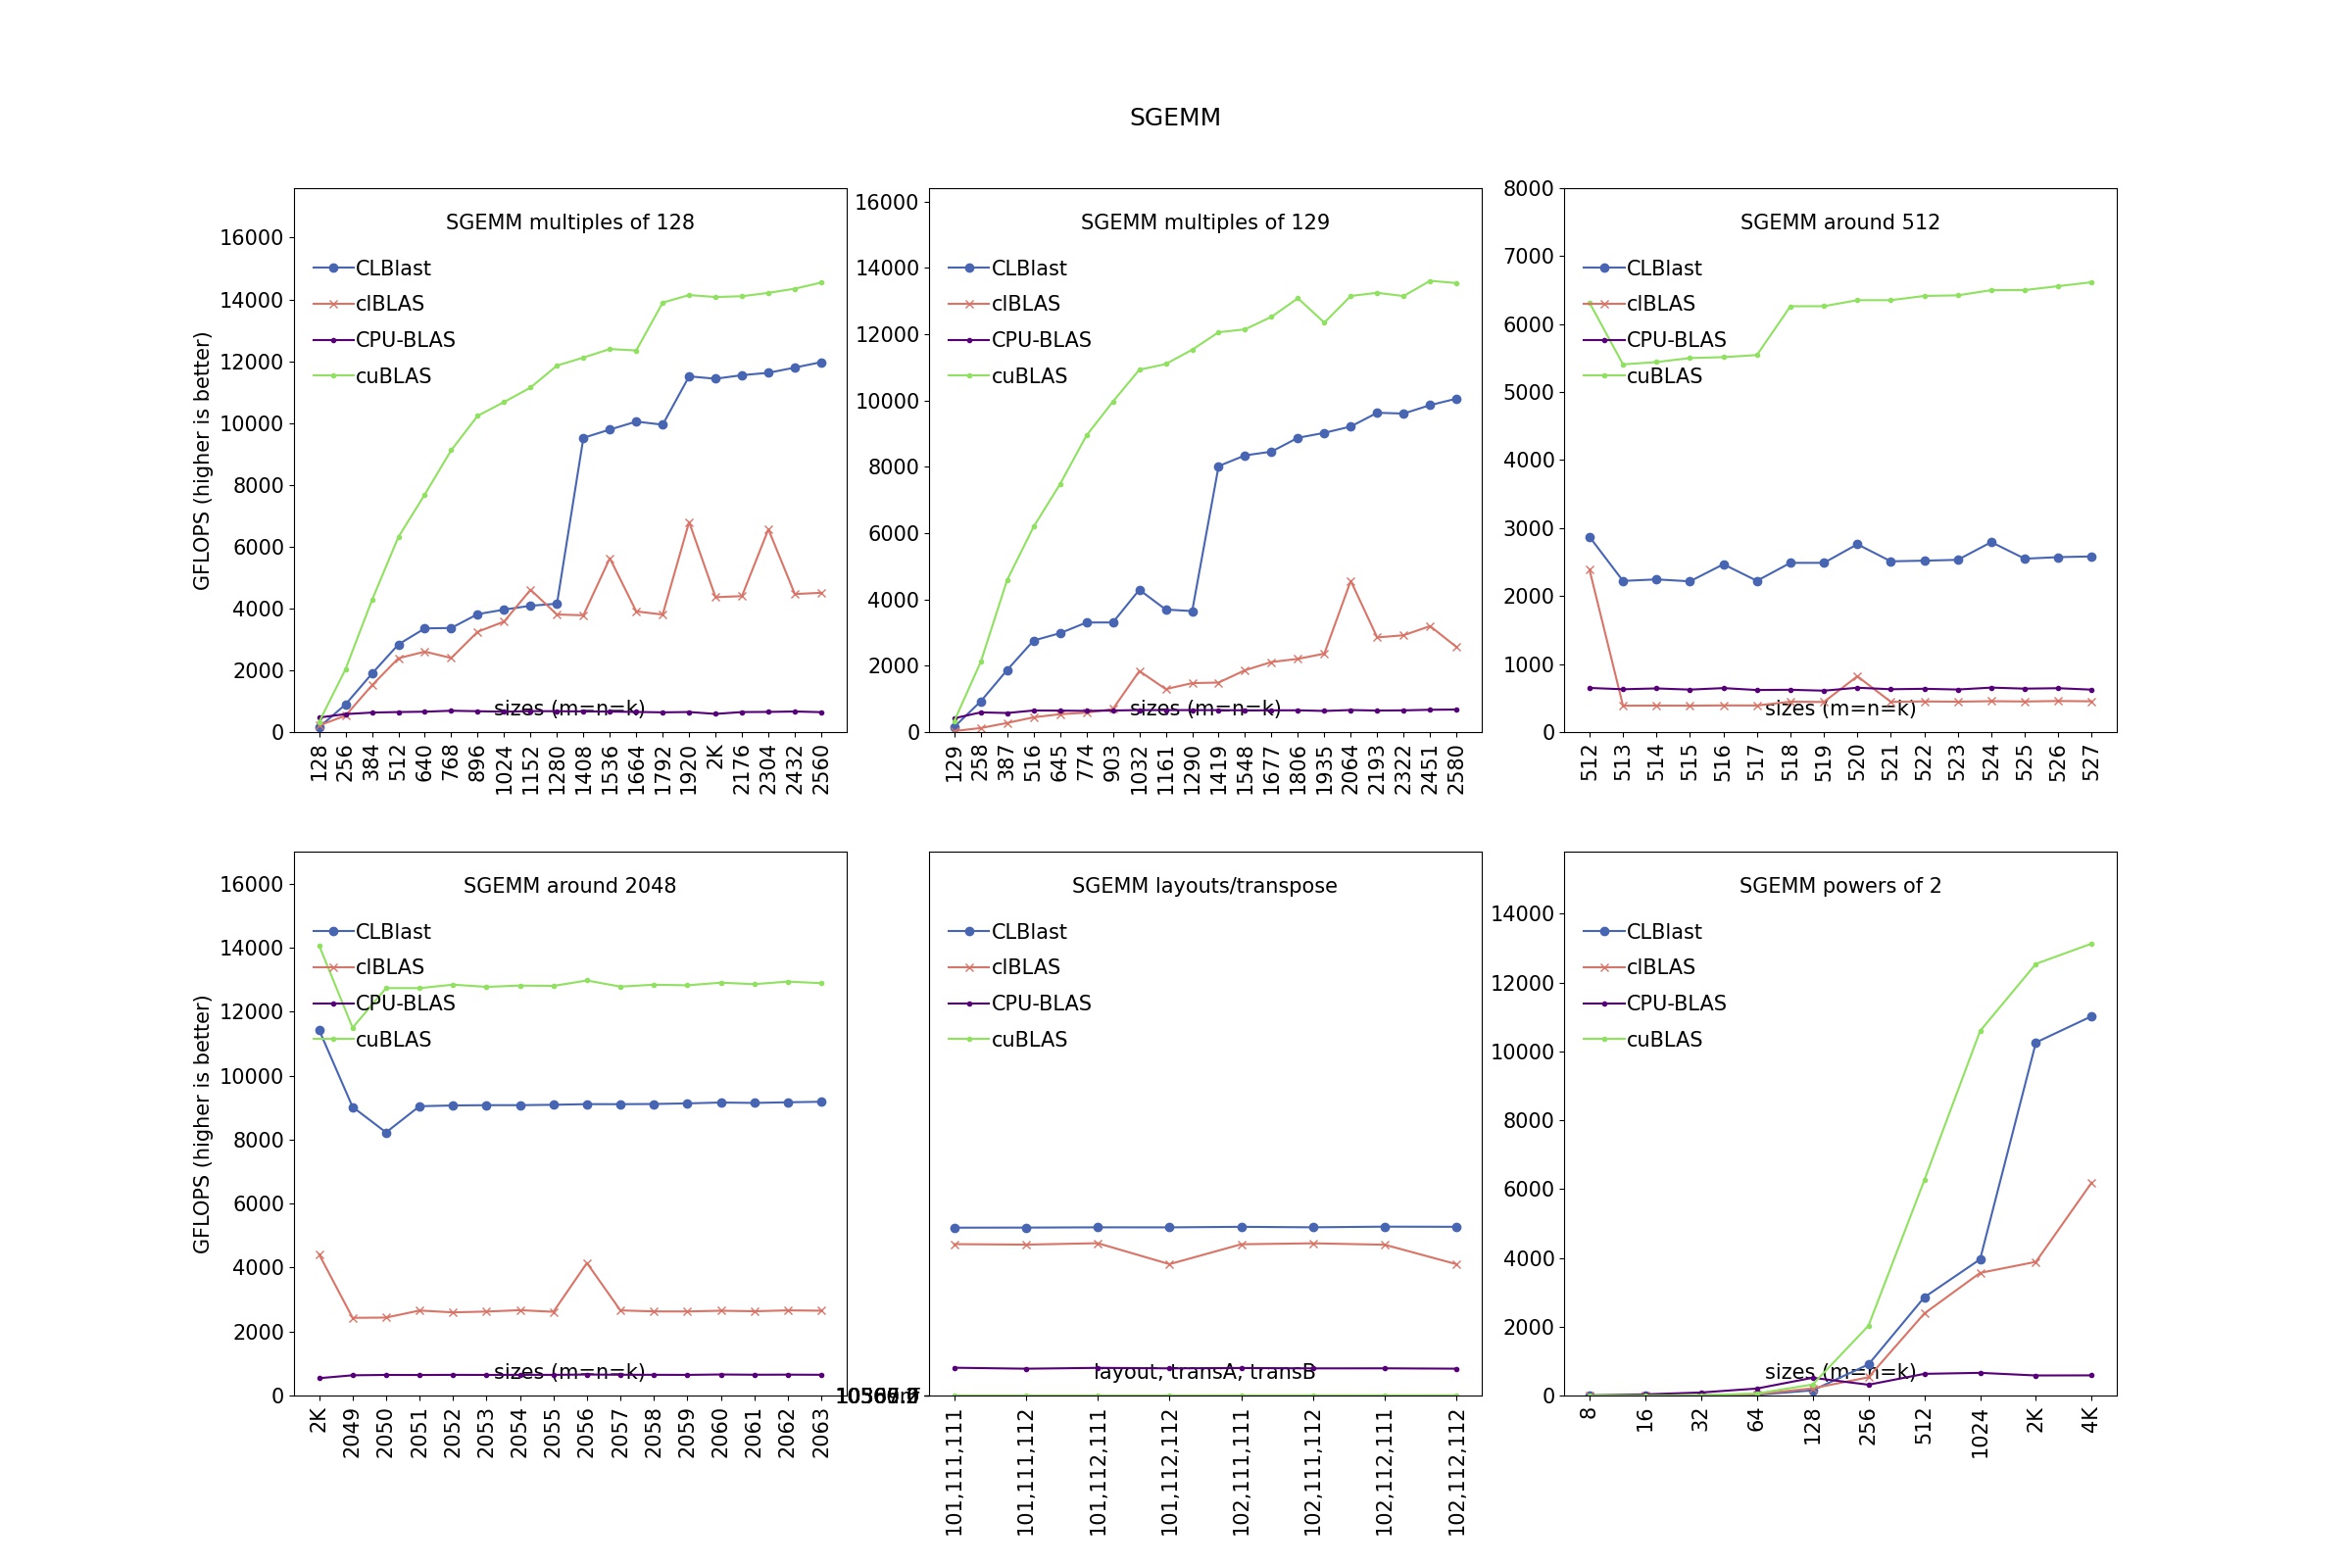 SGEMM
SGEMM multiples of 128
CLBlast
clBLAS
CPU-BLAS
cuBLAS
GFLOPS (higher is better)
16000
14000
12000
10000
8000
6000
4000
2000
0
sizes (m=n=k)
128 256 384 512 640 768 896 1024 1152 1280 1408 1536 1664 1792 1920 2K 2176 2304 2432 2560
SGEMM multiples of 129
CLBlast
clBLAS
CPU-BLAS
cuBLAS
16000
14000
12000
10000
8000
6000
4000
2000
0
sizes (m=n=k)
129 258 387 516 645 774 903 1032 1161 1290 1419 1548 1677 1806 1935 2064 2193 2322 2451 2580
SGEMM around 512
CLBlast
clBLAS
CPU-BLAS
cuBLAS
8000
7000
6000
5000
4000
3000
2000
1000
0
sizes (m=n=k)
512 513 514 515 516 517 518 519 520 521 522 523 524 525 526 527
SGEMM around 2048
CLBlast
clBLAS
CPU-BLAS
cuBLAS
GFLOPS (higher is better)
16000
14000
12000
10000
8000
6000
4000
2000
0
sizes (m=n=k)
2K 2049 2050 2051 2052 2053 2054 2055 2056 2057 2058 2059 2060 2061 2062 2063
SGEMM layouts/transpose
CLBlast
clBLAS
CPU-BLAS
cuBLAS
layout, transA, transB
101,111,111 101,111,112 101,112,111 101,112,112 102,111,111 102,111,112 102,112,111 102,112,112
SGEMM powers of 2
CLBlast
clBLAS
CPU-BLAS
cuBLAS
14000
12000
10000
8000
6000
4000
2000
0
sizes (m=n=k)
8 16 32 64 128 256 512 1024 2K 4K